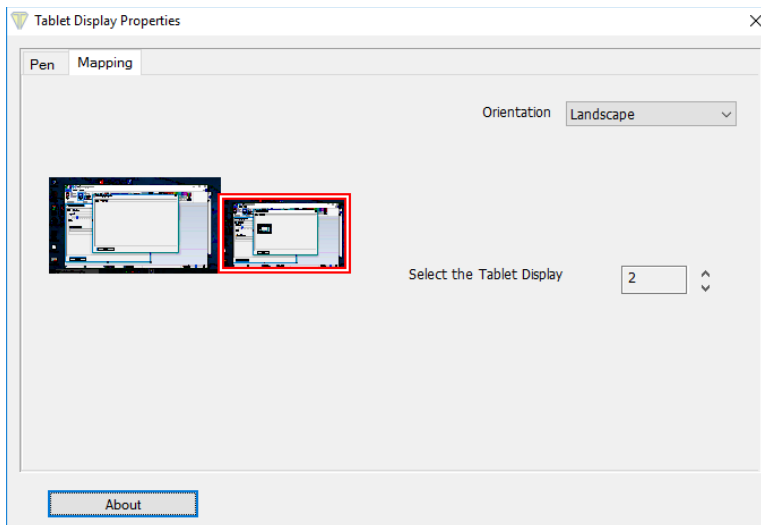 Tablet Display Properties
Pen
Mapping
Orientation
Landscape
Select the Tablet Display
2
About